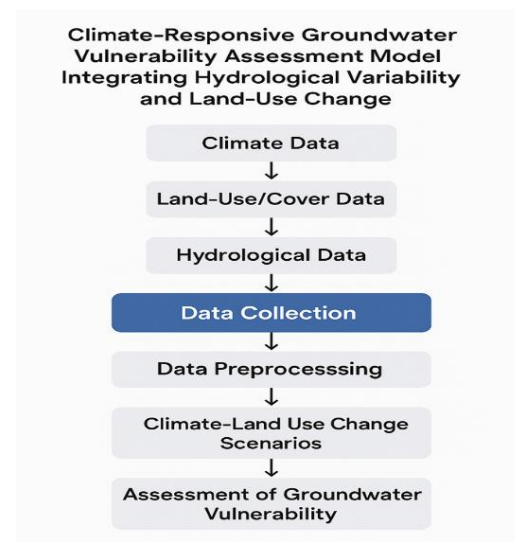 Climate-Responsive Groundwater
Vulnerability Assessment Model
Integrating Hydrological Variability
and Land-Use Change
Climate Data
Land-Use/Cover Data
Hydrological Data
Data Collection
Data Preprocesssing
Climate-Land Use Change
Scenarios
Assessment of Groundwater
Vulnerability